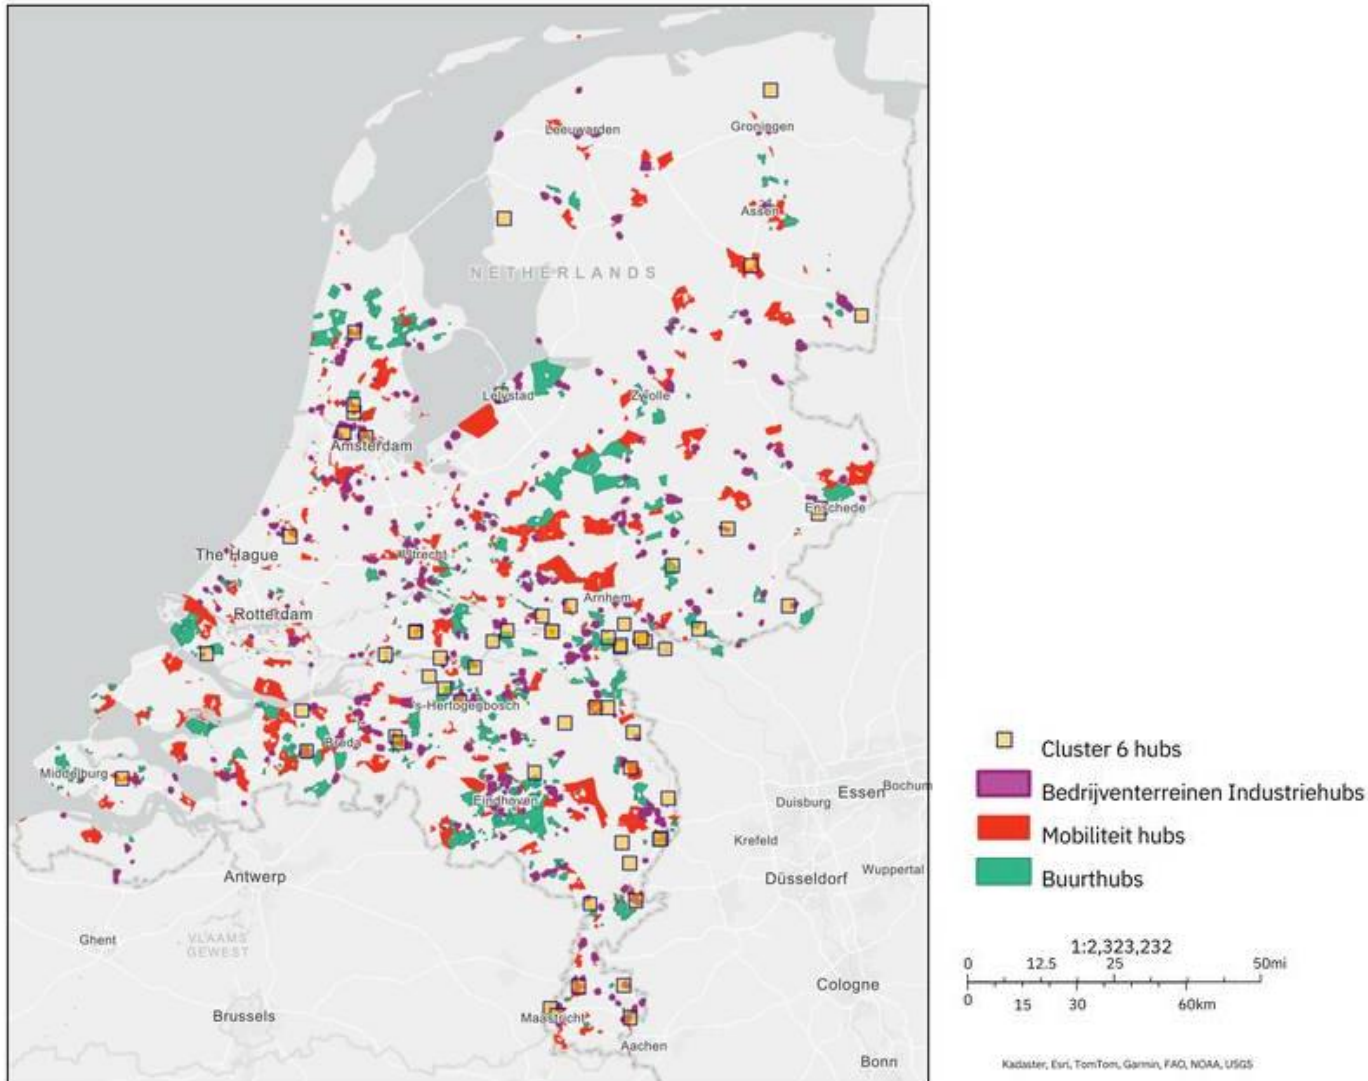 Leeuwarden
Groningen
Assen
NETHERLANDS
Lelystad
Zwolle
Amsterdam
Enschede
The Hague
Utrecht
Arnhem
Rotterdam
's-Hertogegbosch
Breda
Middelburg
Eindhoven
Duisburg
Essen
Bochum
Krefeld
Wuppertal
Düsseldorf
Antwerp
Ghent
VLAAMS
GEWEST
Cologne
Brussels
Maastricht
Aachen
Bonn
Cluster 6 hubs
Bedrijventerreinen Industriehubs
Mobiliteit hubs
Buurthubs
1:2,323,232
0 12.5 25 50mi
0 15 30 60km
Kadaster, Esri, TomTom, Garmin, FAO, NOAA, USGS